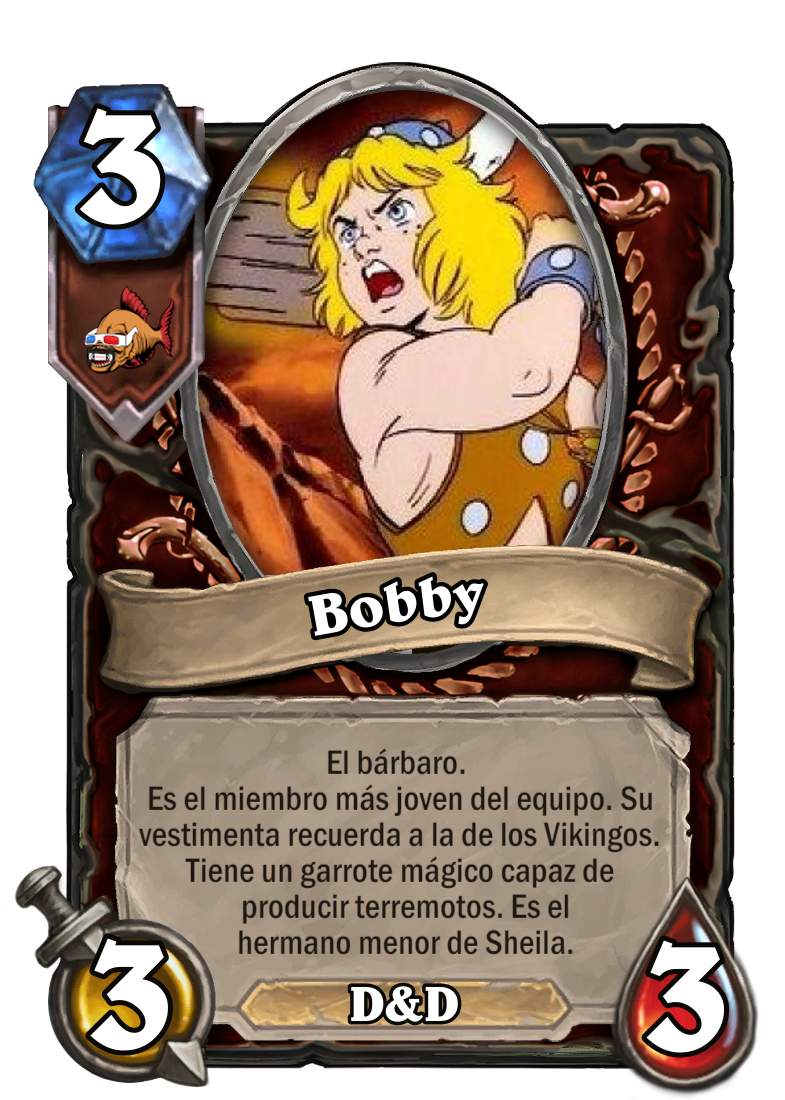 3
Bobby
El bárbaro.
Es el miembro más joven del equipo. Su
vestimenta recuerda a la de los Vikingos.
Tiene un garrote mágico capaz de
producir terremotos. Es el
hermano menor de Sheila.
D&D
3
3